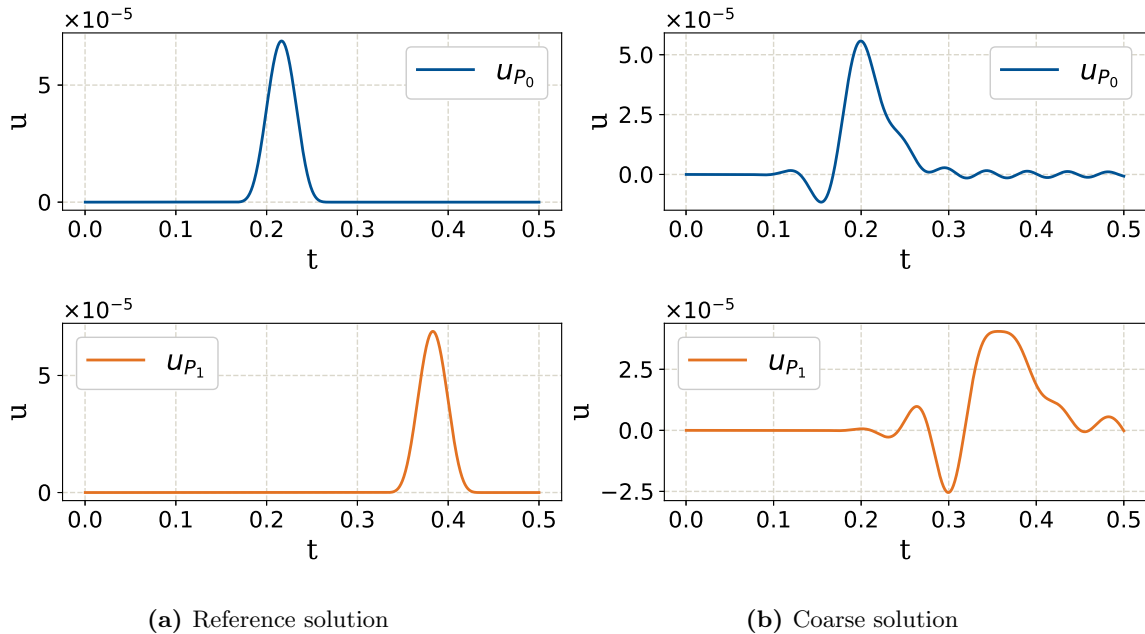 ×10⁻⁵
5
0
u
u_{P_0}
0.0 0.1 0.2 0.3 0.4 0.5
t
×10⁻⁵
5.0
2.5
0.0
u
u_{P_0}
0.0 0.1 0.2 0.3 0.4 0.5
t
×10⁻⁵
5
0
u
u_{P_1}
0.0 0.1 0.2 0.3 0.4 0.5
t
×10⁻⁵
2.5
0.0
−2.5
u
u_{P_1}
0.0 0.1 0.2 0.3 0.4 0.5
t
(a) Reference solution
(b) Coarse solution